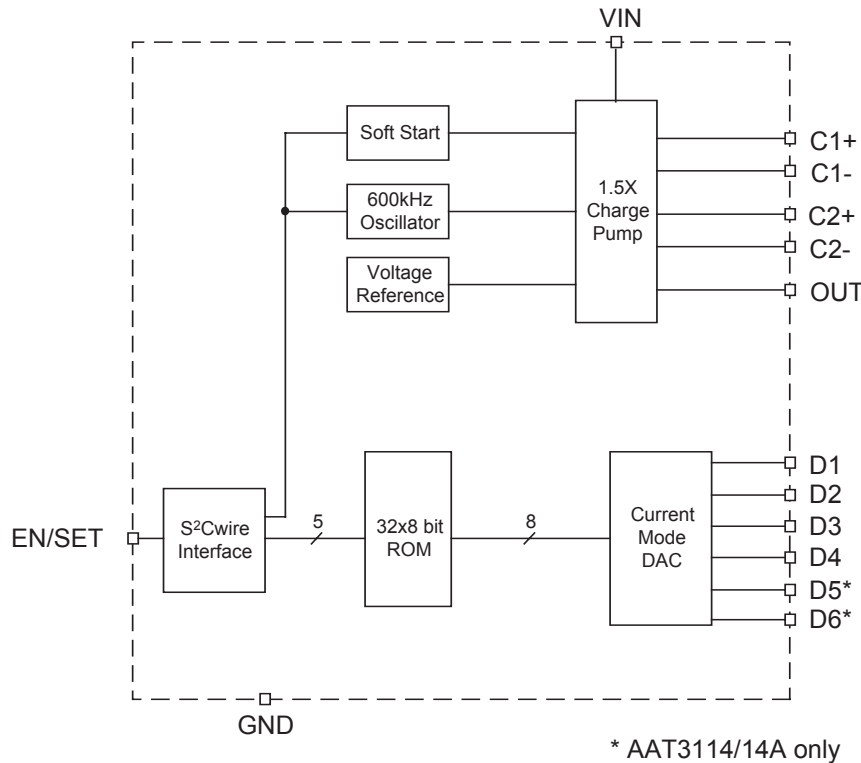 VIN
Soft Start
600kHz
Oscillator
Voltage
Reference
1.5X
Charge
Pump
C1+
C1-
C2+
C2-
OUT
EN/SET
S²Cwire
Interface
5
32x8 bit
ROM
8
Current
Mode
DAC
D1
D2
D3
D4
D5*
D6*
GND
* AAT3114/14A only